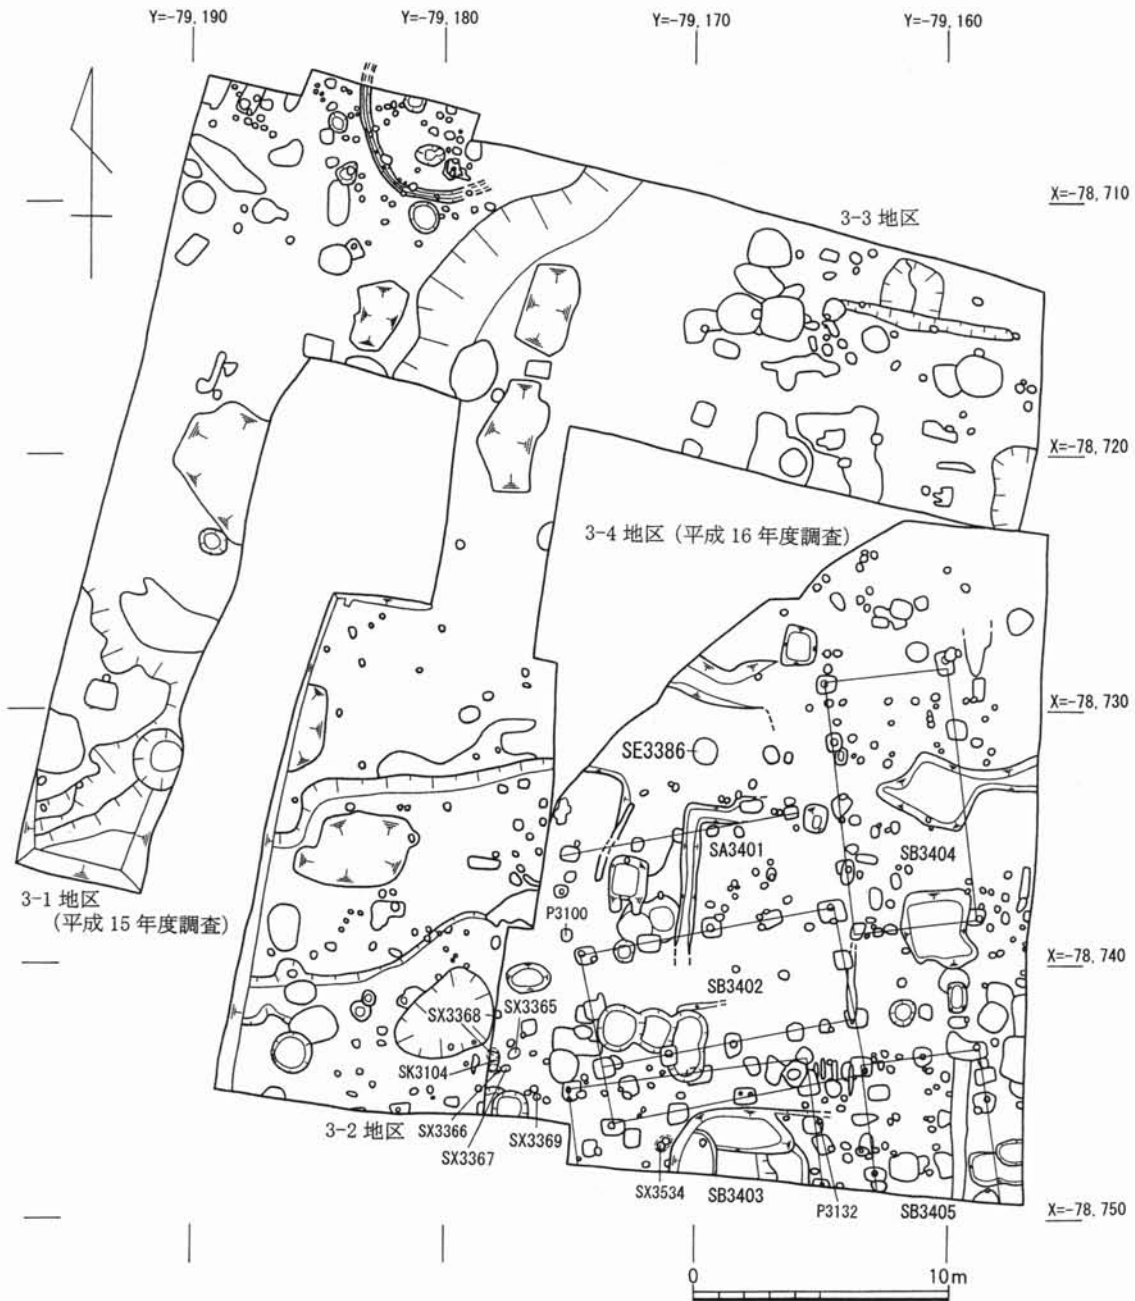 Y=-79,190
Y=-79,180
Y=-79,170
Y=-79,160
X=-78,710
3-3 地区
X=-78,720
3-4 地区 (平成 16 年度調査)
X=-78,730
SE3386
SA3401
SB3404
3-1 地区
(平成 15 年度調査)
P3100
X=-78,740
SB3402
SX3368
SX3365
SK3104
3-2 地区
SX3366
SX3369
SX3367
SX3534
SB3403
P3132
SB3405
X=-78,750
0
10m